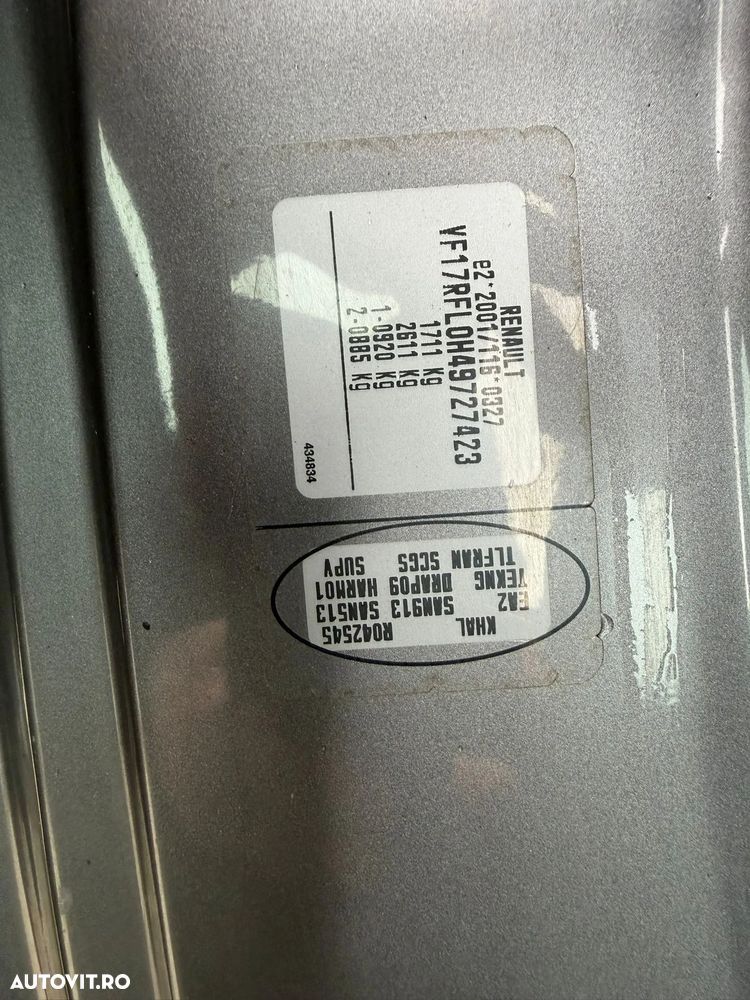 RENAULT
e2*2001/116*0327
VF17RFL0H49727423
1711 Kg
2611 Kg
1-0920 Kg
2-0885 Kg
434834
KHAL R042545
EA2 SAN913 SAN513
TEKNG DRAP09 HARM01
TLFRAN SCGS SUPV
AUTOVIT.RO